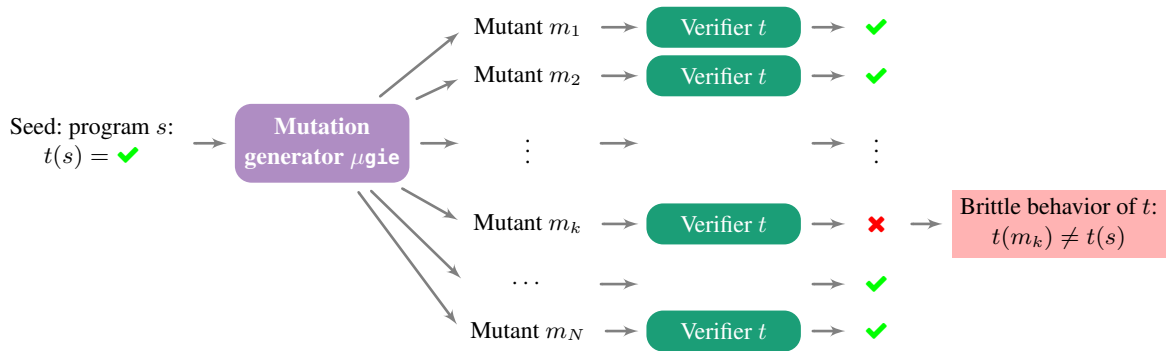 Mutant m₁
Verifier t
✔
Mutant m₂
Verifier t
✔
Seed: program s:
t(s) = ✔
Mutation
generator μgie
⋮
⋮
Mutant mₖ
Verifier t
✖
Brittle behavior of t:
t(mₖ) ≠ t(s)
⋯
✔
Mutant m_N
Verifier t
✔